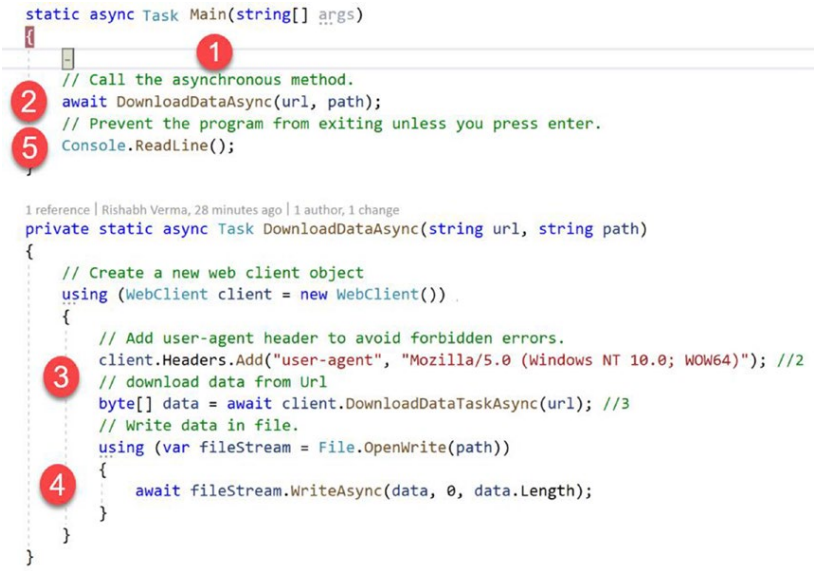 static async Task Main(string[] args)
{
1
// Call the asynchronous method.
2 await DownloadDataAsync(url, path);
// Prevent the program from exiting unless you press enter.
5 Console.ReadLine();
}
1 reference | Rishabh Verma, 28 minutes ago | 1 author, 1 change
private static async Task DownloadDataAsync(string url, string path)
{
// Create a new web client object
using (WebClient client = new WebClient())
{
// Add user-agent header to avoid forbidden errors.
client.Headers.Add("user-agent", "Mozilla/5.0 (Windows NT 10.0; WOW64)"); //2
3 // download data from Url
byte[] data = await client.DownloadDataTaskAsync(url); //3
// Write data in file.
using (var fileStream = File.OpenWrite(path))
{
4 await fileStream.WriteAsync(data, 0, data.Length);
}
}
}